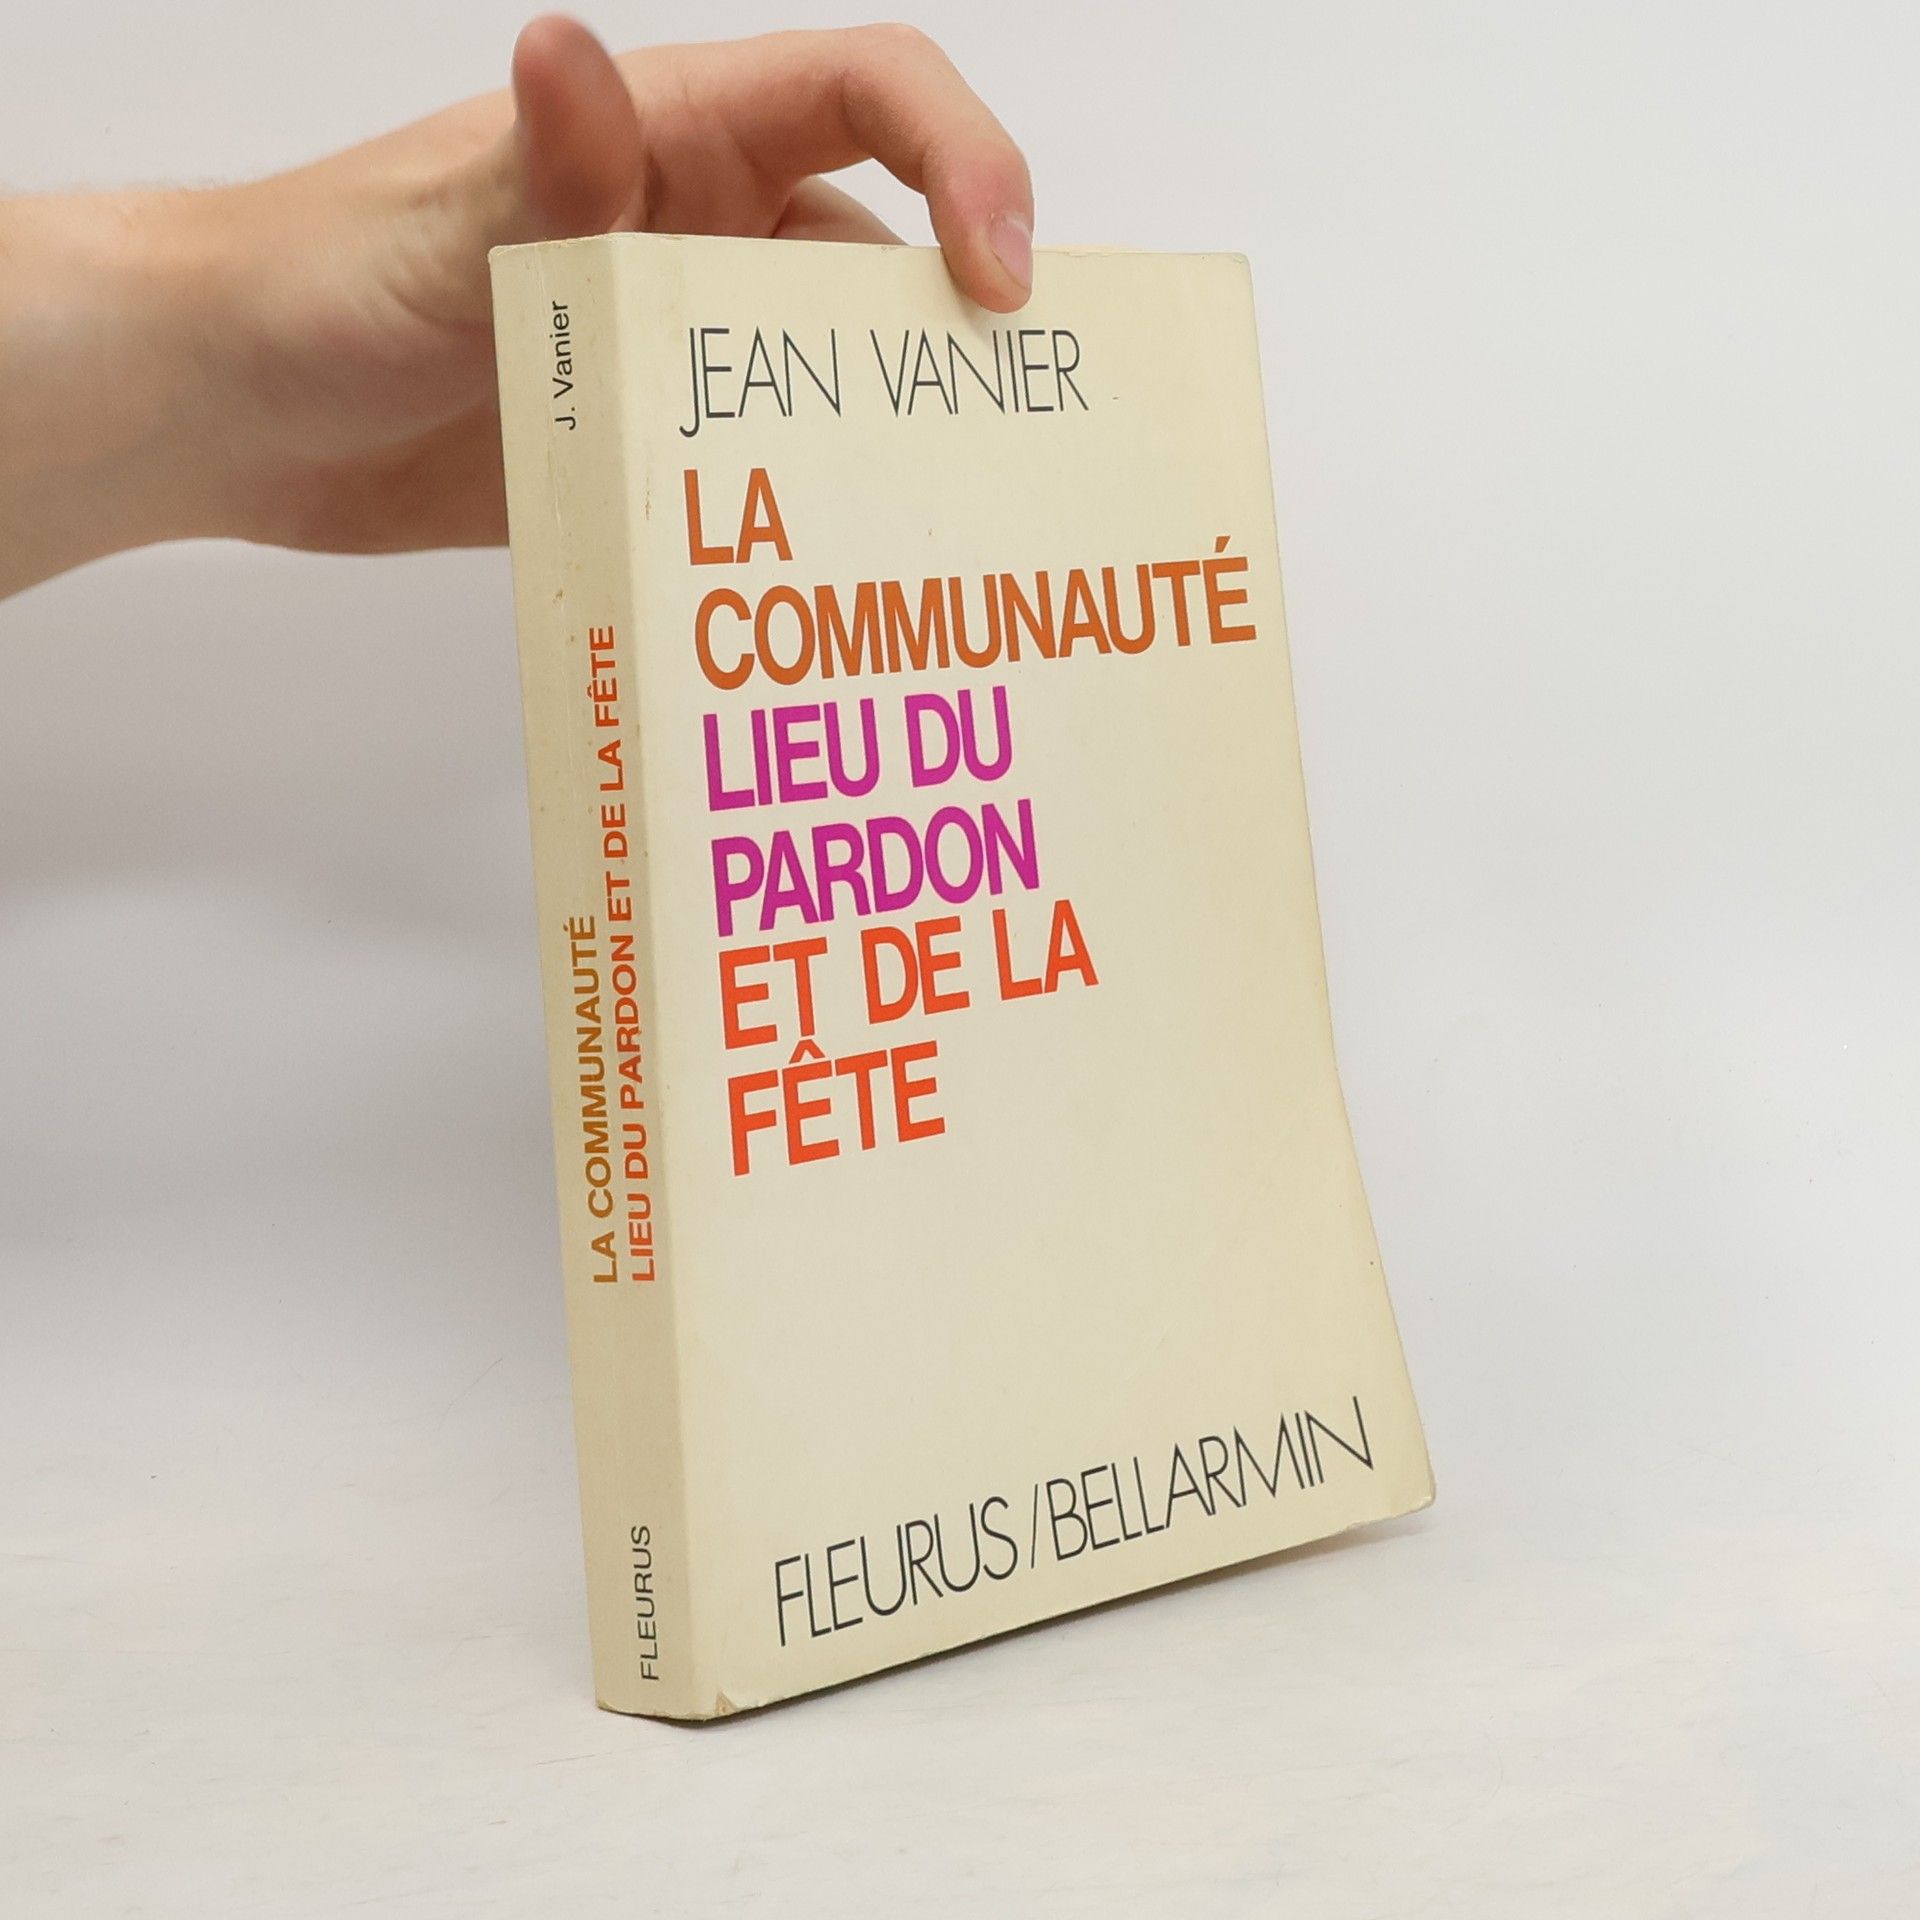 JEAN VANIER
LA
COMMUNAUTÉ
LIEU DU
PARDON
ET DE LA
FÊTE
FLEURUS/BELLARMIN
J. Vanier
LA COMMUNAUTÉ
LIEU DU PARDON ET DE LA FÊTE
FLEURUS